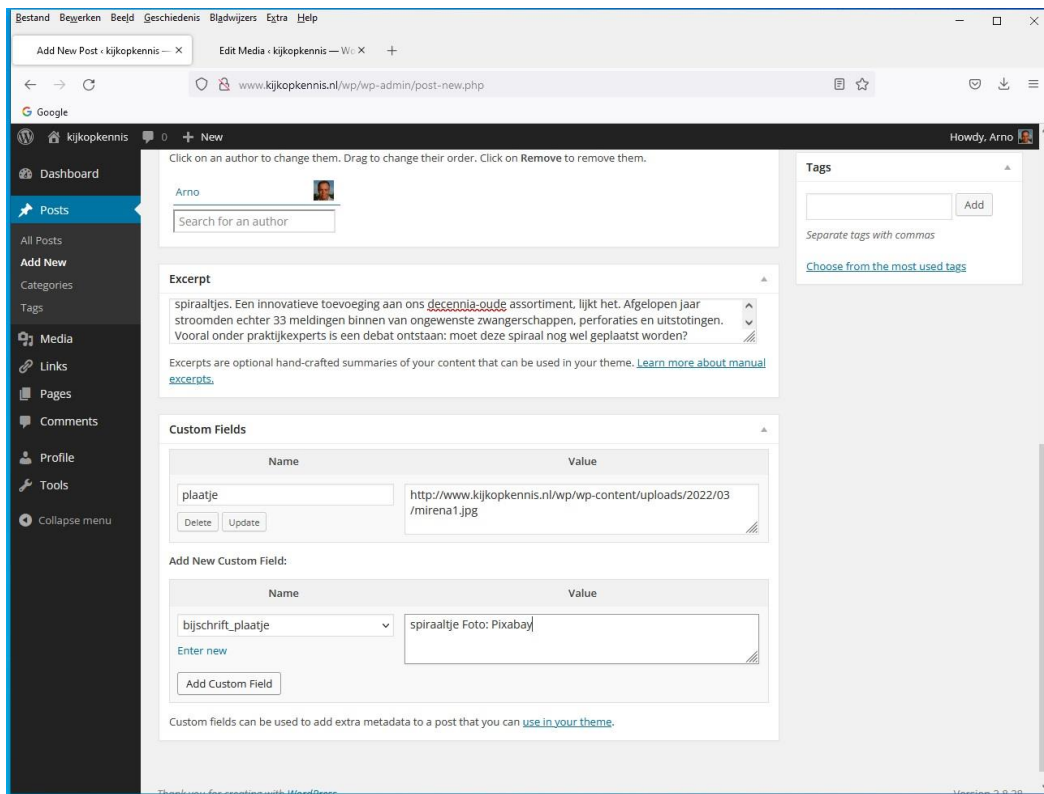 Bestand Bewerken Beeld Geschiedenis Bladwijzers Extra Help
Add New Post ‹ kijkopkennis —
Edit Media ‹ kijkopkennis — Wo
www.kijkopkennis.nl/wp/wp-admin/post-new.php
Google
kijkopkennis 0 + New Howdy, Arno
Click on an author to change them. Drag to change their order. Click on Remove to remove them.
Arno
Search for an author
Dashboard
Posts
All Posts
Add New
Categories
Tags
Media
Links
Pages
Comments
Profile
Tools
Collapse menu
Excerpt
spiraaltjes. Een innovatieve toevoeging aan ons decennia-oude assortiment, lijkt het. Afgelopen jaar
stroomden echter 33 meldingen binnen van ongewenste zwangerschappen, perforaties en uitstotingen.
Vooral onder praktijkexperts is een debat ontstaan: moet deze spiraal nog wel geplaatst worden?
Excerpts are optional hand-crafted summaries of your content that can be used in your theme. Learn more about manual
excerpts.
Custom Fields
Name Value
plaatje
http://www.kijkopkennis.nl/wp/wp-content/uploads/2022/03
/mirena1.jpg
Delete Update
Add New Custom Field:
Name Value
bijschrift_plaatje
spiraaltje Foto: Pixabay
Enter new
Add Custom Field
Custom fields can be used to add extra metadata to a post that you can use in your theme.
Tags
Add
Separate tags with commas
Choose from the most used tags
Thank you for creating with WordPress